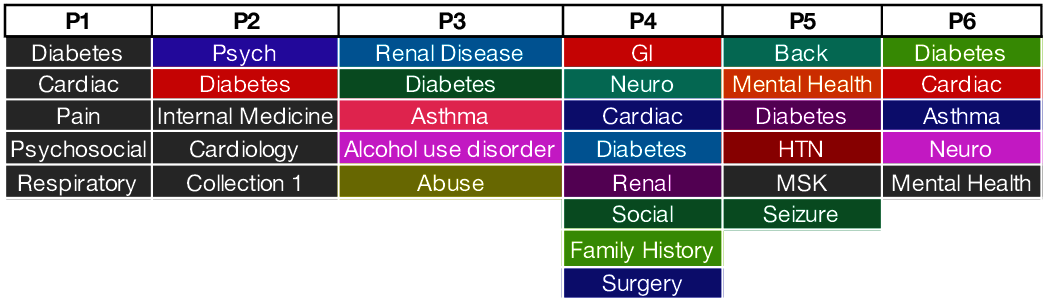 P1 P2 P3 P4 P5 P6
Diabetes Psych Renal Disease GI Back Diabetes
Cardiac Diabetes Diabetes Neuro Mental Health Cardiac
Pain Internal Medicine Asthma Cardiac Diabetes Asthma
Psychosocial Cardiology Alcohol use disorder Diabetes HTN Neuro
Respiratory Collection 1 Abuse Renal MSK Mental Health
Social Seizure
Family History
Surgery